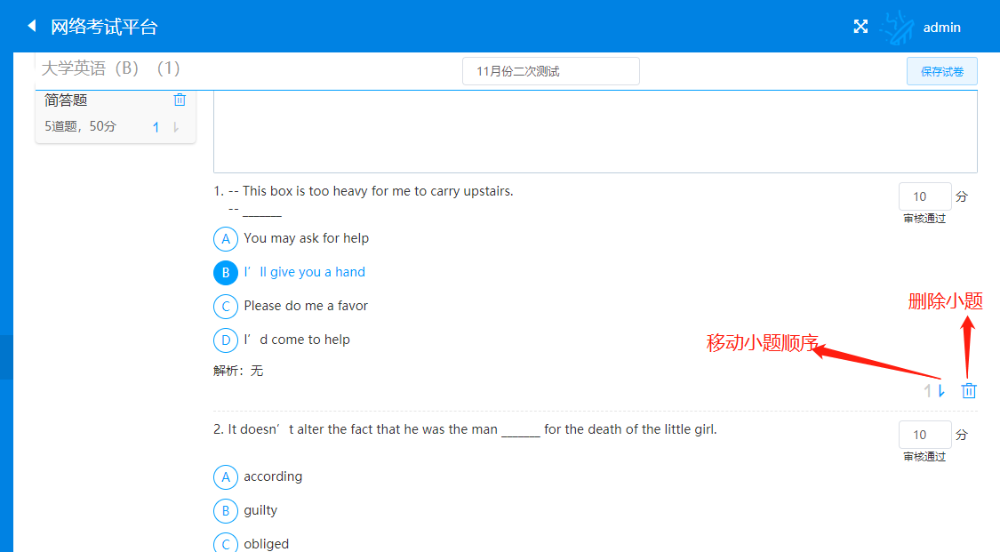 网络考试平台
admin
大学英语（B）（1）
11月份二次测试
保存试卷
简答题
5道题，50分
1. -- This box is too heavy for me to carry upstairs.
-- _______
10 分
审核通过
A You may ask for help
B I’ll give you a hand
C Please do me a favor
D I’d come to help
删除小题
移动小题顺序
解析：无
2. It doesn’t alter the fact that he was the man _______ for the death of the little girl.
10 分
审核通过
A according
B guilty
C obliged